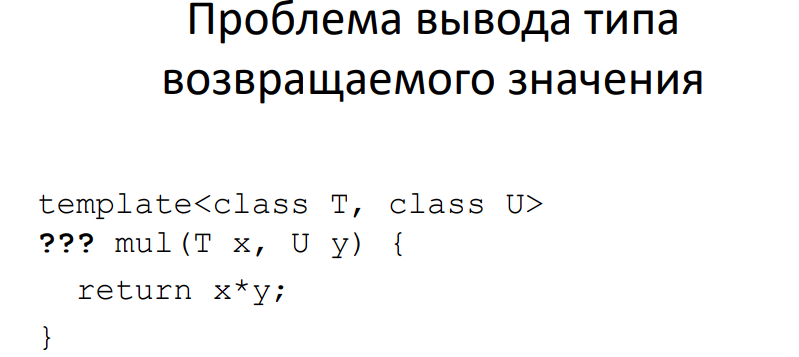 Проблема вывода типа
возвращаемого значения
template<class T, class U>
??? mul(T x, U y) {
return x*y;
}